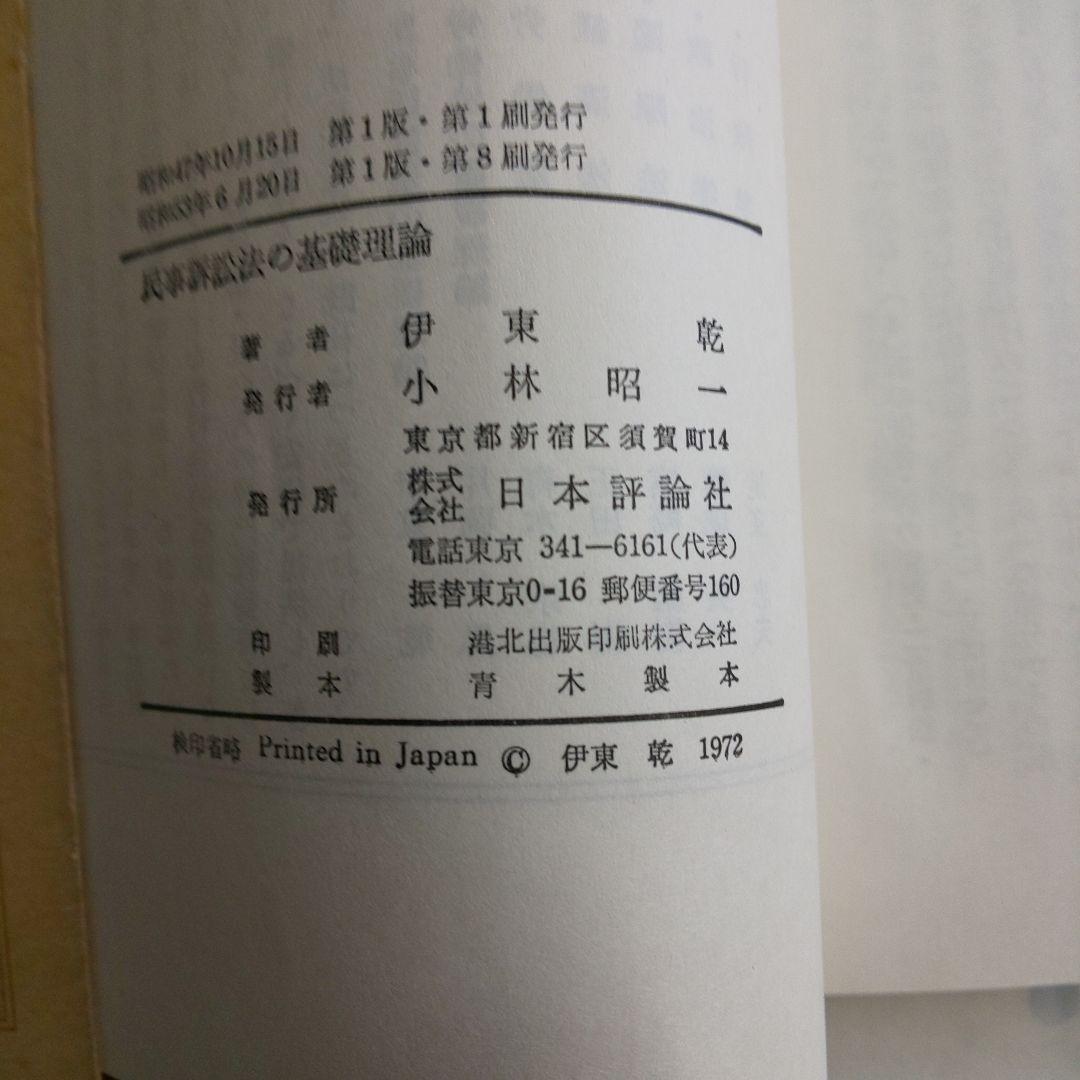 昭和47年10月15日 第1版・第1刷発行
昭和53年6月20日 第1版・第8刷発行
民事訴訟法の基礎理論
著者 伊東 乾
発行者 小林昭一
東京都新宿区須賀町14
発行所 株式会社 日本評論社
電話東京 341―6161(代表)
振替東京0-16 郵便番号160
印刷 港北出版印刷株式会社
製本 青木製本
検印省略 Printed in Japan © 伊東 乾 1972